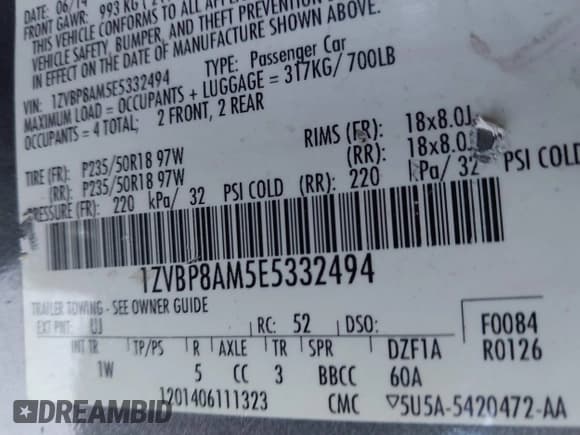 DATE: 06/14
FRONT GAWR: 993 KG
THIS VEHICLE CONFORMS TO ALL
VEHICLE SAFETY, BUMPER, AND THEFT PREVENTION
IN EFFECT ON THE DATE OF MANUFACTURE SHOWN ABOVE.
VIN: 1ZVBP8AM5E5332494 TYPE: Passenger Car
MAXIMUM LOAD = OCCUPANTS + LUGGAGE = 317KG/ 700LB
OCCUPANTS = 4 TOTAL; 2 FRONT, 2 REAR
TIRE (FR): P235/50R18 97W RIMS (FR): 18x8.0J
(RR): P235/50R18 97W (RR): 18x8.0J
PRESSURE (FR): 220 kPa/ 32 PSI COLD (RR): 220 kPa/ 32 PSI COLD
1ZVBP8AM5E5332494
TRAILER TOWING - SEE OWNER GUIDE
EXT PNT: UJ RC: 52 DSO: F0084
INT TR TP/PS R AXLE TR SPR DZF1A R0126
1W 5 CC 3 BBCC 60A
1201406111323 CMC ▽5U5A-5420472-AA
DREAMBID